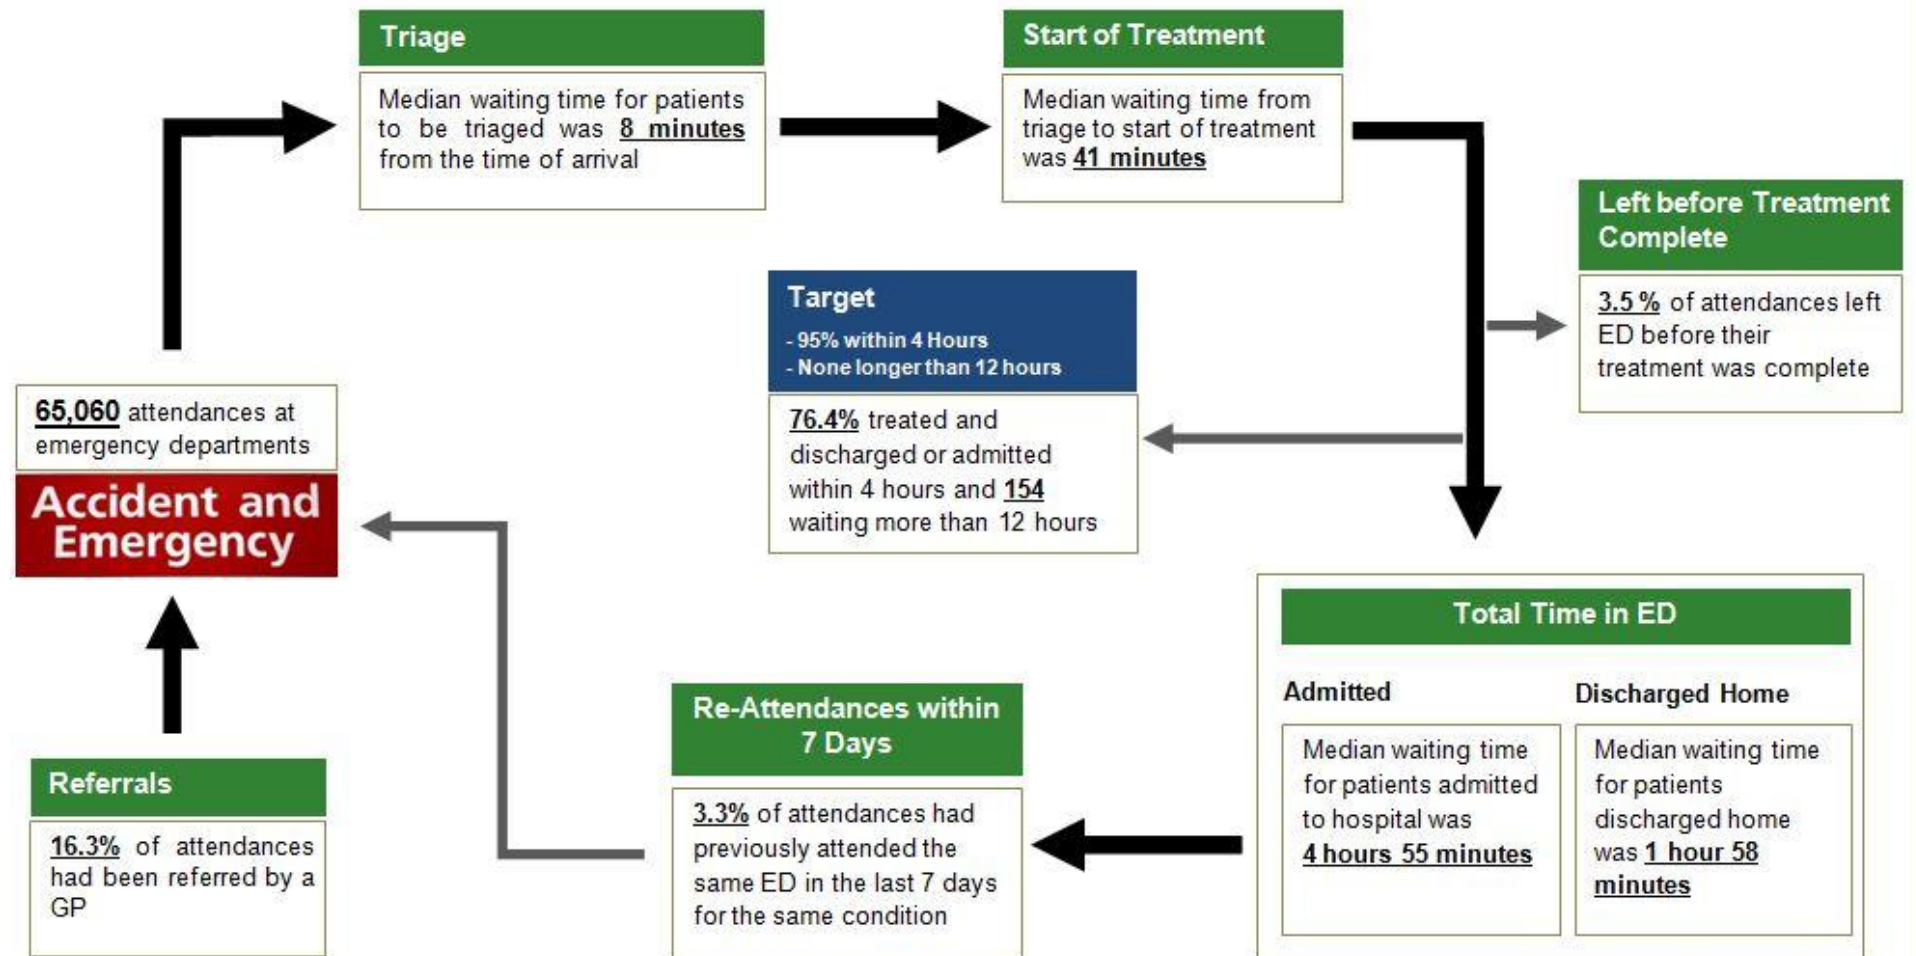 Triage
Median waiting time for patients
to be triaged was 8 minutes
from the time of arrival
Start of Treatment
Median waiting time from
triage to start of treatment
was 41 minutes
Left before Treatment
Complete
3.5 % of attendances left
ED before their
treatment was complete
Target
- 95% within 4 Hours
- None longer than 12 hours
76.4% treated and
discharged or admitted
within 4 hours and 154
waiting more than 12 hours
65,060 attendances at
emergency departments
Accident and
Emergency
Referrals
16.3% of attendances
had been referred by a
GP
Re-Attendances within
7 Days
3.3% of attendances had
previously attended the
same ED in the last 7 days
for the same condition
Total Time in ED
Admitted
Median waiting time
for patients admitted
to hospital was
4 hours 55 minutes
Discharged Home
Median waiting time
for patients
discharged home
was 1 hour 58
minutes